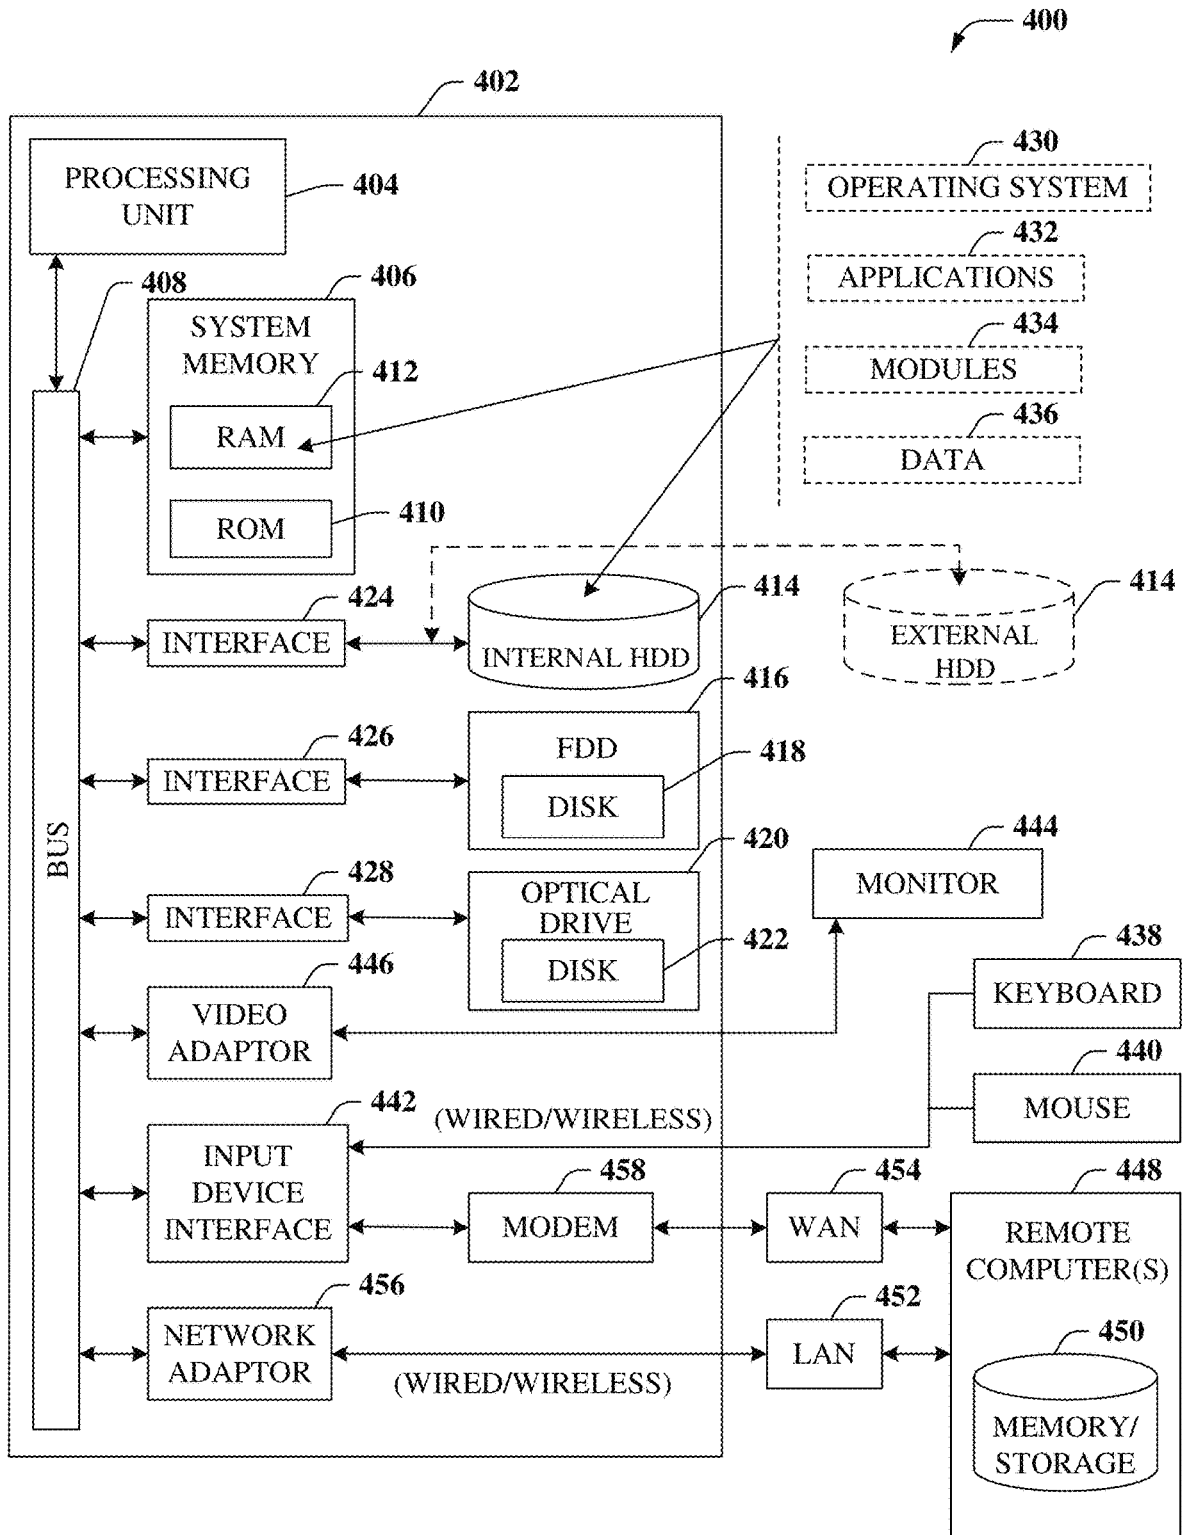 400
402
PROCESSING
UNIT
404
430
OPERATING SYSTEM
432
APPLICATIONS
434
MODULES
436
DATA
408
406
SYSTEM
MEMORY
412
RAM
410
ROM
424
INTERFACE
414
INTERNAL HDD
414
EXTERNAL
HDD
426
INTERFACE
416
FDD
418
DISK
BUS
428
INTERFACE
420
OPTICAL
DRIVE
422
DISK
444
MONITOR
446
VIDEO
ADAPTOR
438
KEYBOARD
440
MOUSE
442
INPUT
DEVICE
INTERFACE
(WIRED/WIRELESS)
458
MODEM
454
WAN
448
REMOTE
COMPUTER(S)
456
NETWORK
ADAPTOR
(WIRED/WIRELESS)
452
LAN
450
MEMORY/
STORAGE